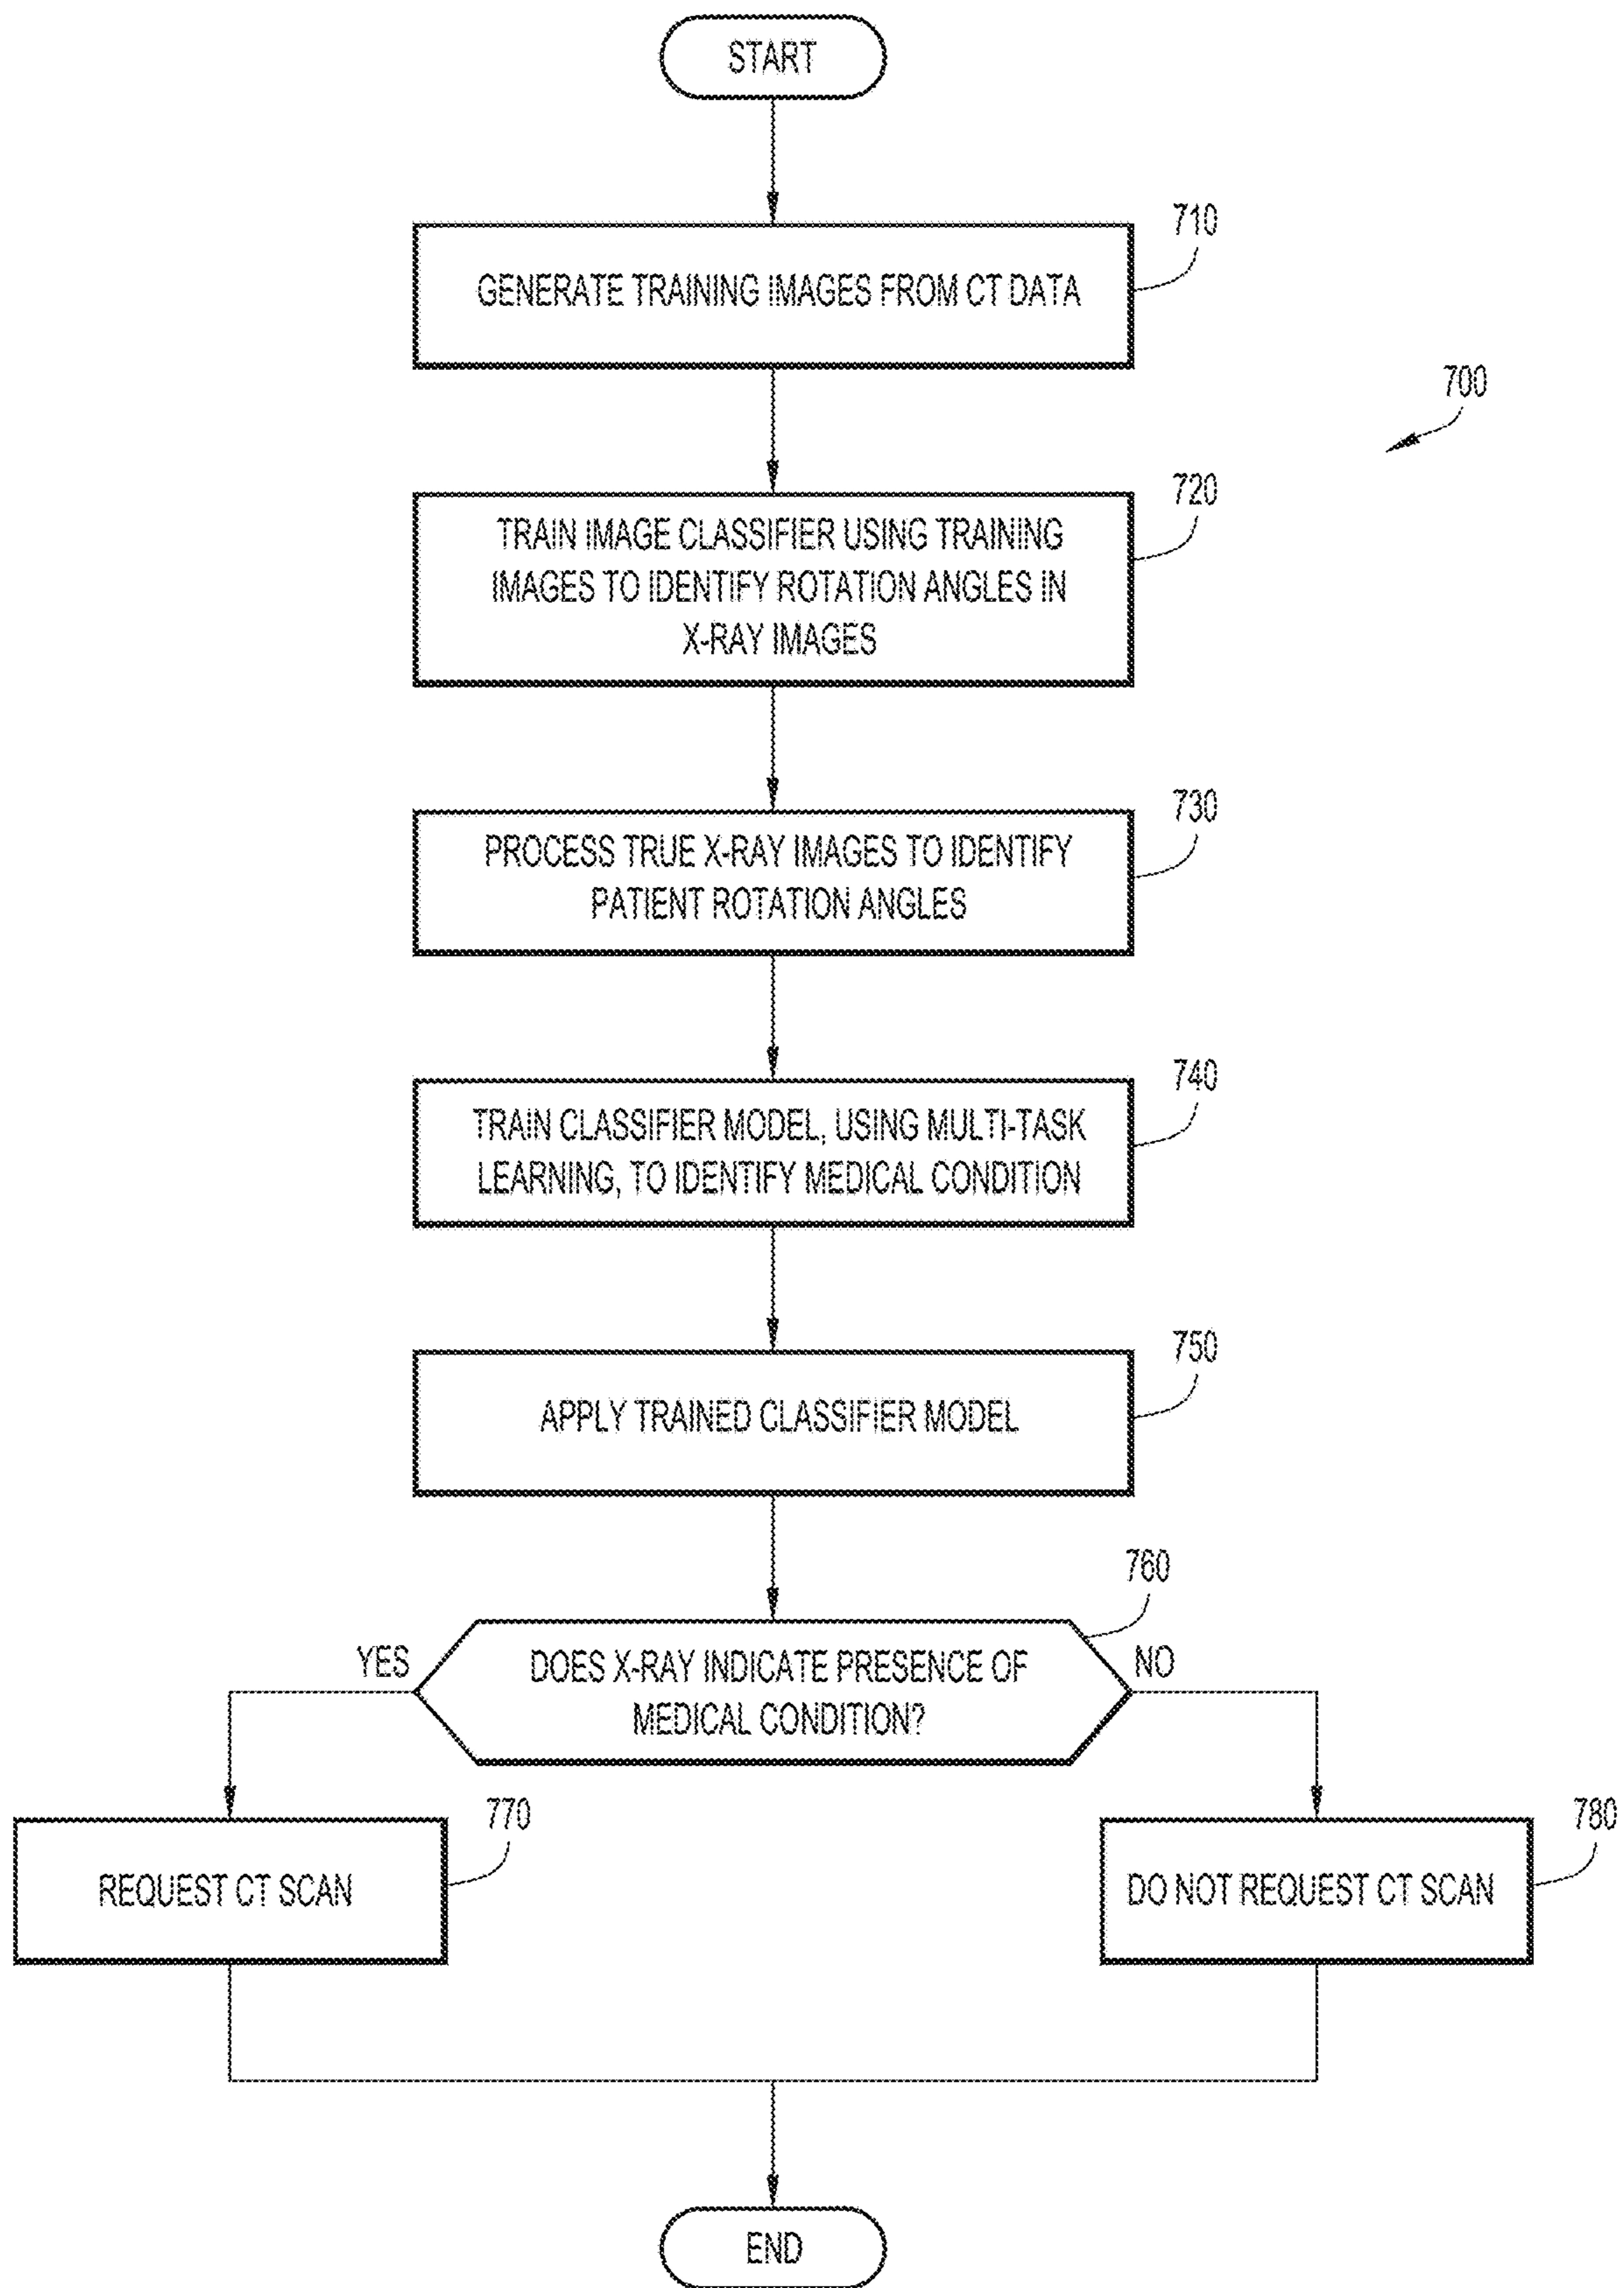 START
710
GENERATE TRAINING IMAGES FROM CT DATA
700
720
TRAIN IMAGE CLASSIFIER USING TRAINING
IMAGES TO IDENTIFY ROTATION ANGLES IN
X-RAY IMAGES
730
PROCESS TRUE X-RAY IMAGES TO IDENTIFY
PATIENT ROTATION ANGLES
740
TRAIN CLASSIFIER MODEL, USING MULTI-TASK
LEARNING, TO IDENTIFY MEDICAL CONDITION
750
APPLY TRAINED CLASSIFIER MODEL
760
YES
DOES X-RAY INDICATE PRESENCE OF
MEDICAL CONDITION?
NO
770
REQUEST CT SCAN
780
DO NOT REQUEST CT SCAN
END